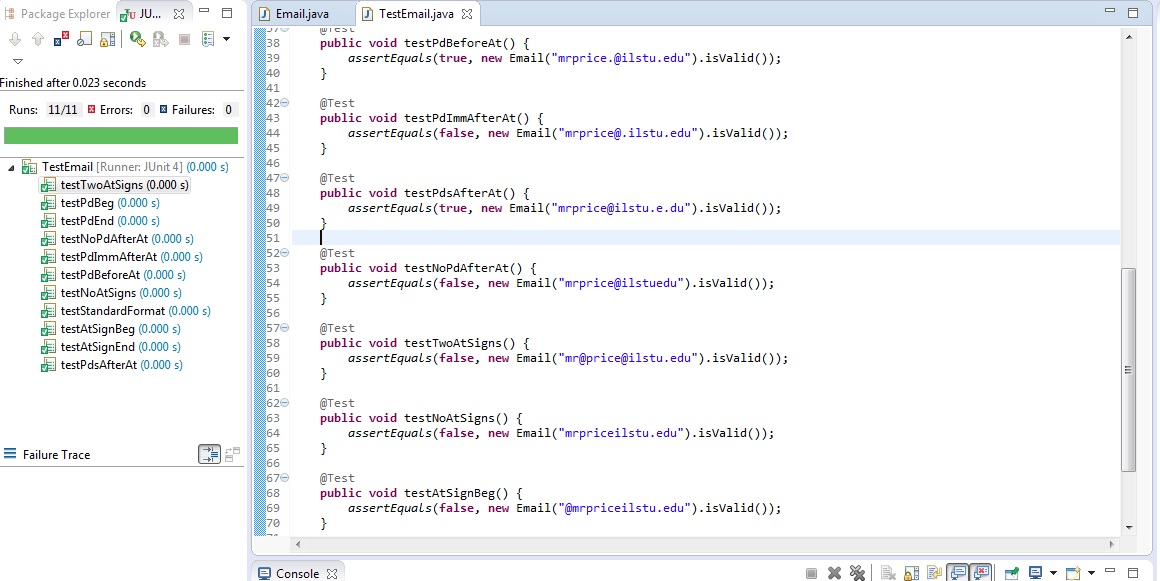 Package Explorer
JU...
Finished after 0.023 seconds
Runs: 11/11 Errors: 0 Failures: 0
TestEmail [Runner: JUnit 4] (0.000 s)
testTwoAtSigns (0.000 s)
testPdBeg (0.000 s)
testPdEnd (0.000 s)
testNoPdAfterAt (0.000 s)
testPdImmAfterAt (0.000 s)
testPdBeforeAt (0.000 s)
testNoAtSigns (0.000 s)
testStandardFormat (0.000 s)
testAtSignBeg (0.000 s)
testAtSignEnd (0.000 s)
testPdsAfterAt (0.000 s)
Failure Trace
Email.java
TestEmail.java
37 @Test
38 public void testPdBeforeAt() {
39 assertEquals(true, new Email("mrprice.@ilstu.edu").isValid());
40 }
41
42 @Test
43 public void testPdImmAfterAt() {
44 assertEquals(false, new Email("mrprice@.ilstu.edu").isValid());
45 }
46
47 @Test
48 public void testPdsAfterAt() {
49 assertEquals(true, new Email("mrprice@ilstu.e.du").isValid());
50 }
51
52 @Test
53 public void testNoPdAfterAt() {
54 assertEquals(false, new Email("mrprice@ilstuedu").isValid());
55 }
56
57 @Test
58 public void testTwoAtSigns() {
59 assertEquals(false, new Email("mr@price@ilstu.edu").isValid());
60 }
61
62 @Test
63 public void testNoAtSigns() {
64 assertEquals(false, new Email("mrpriceilstu.edu").isValid());
65 }
66
67 @Test
68 public void testAtSignBeg() {
69 assertEquals(false, new Email("@mrpriceilstu.edu").isValid());
70 }
Console